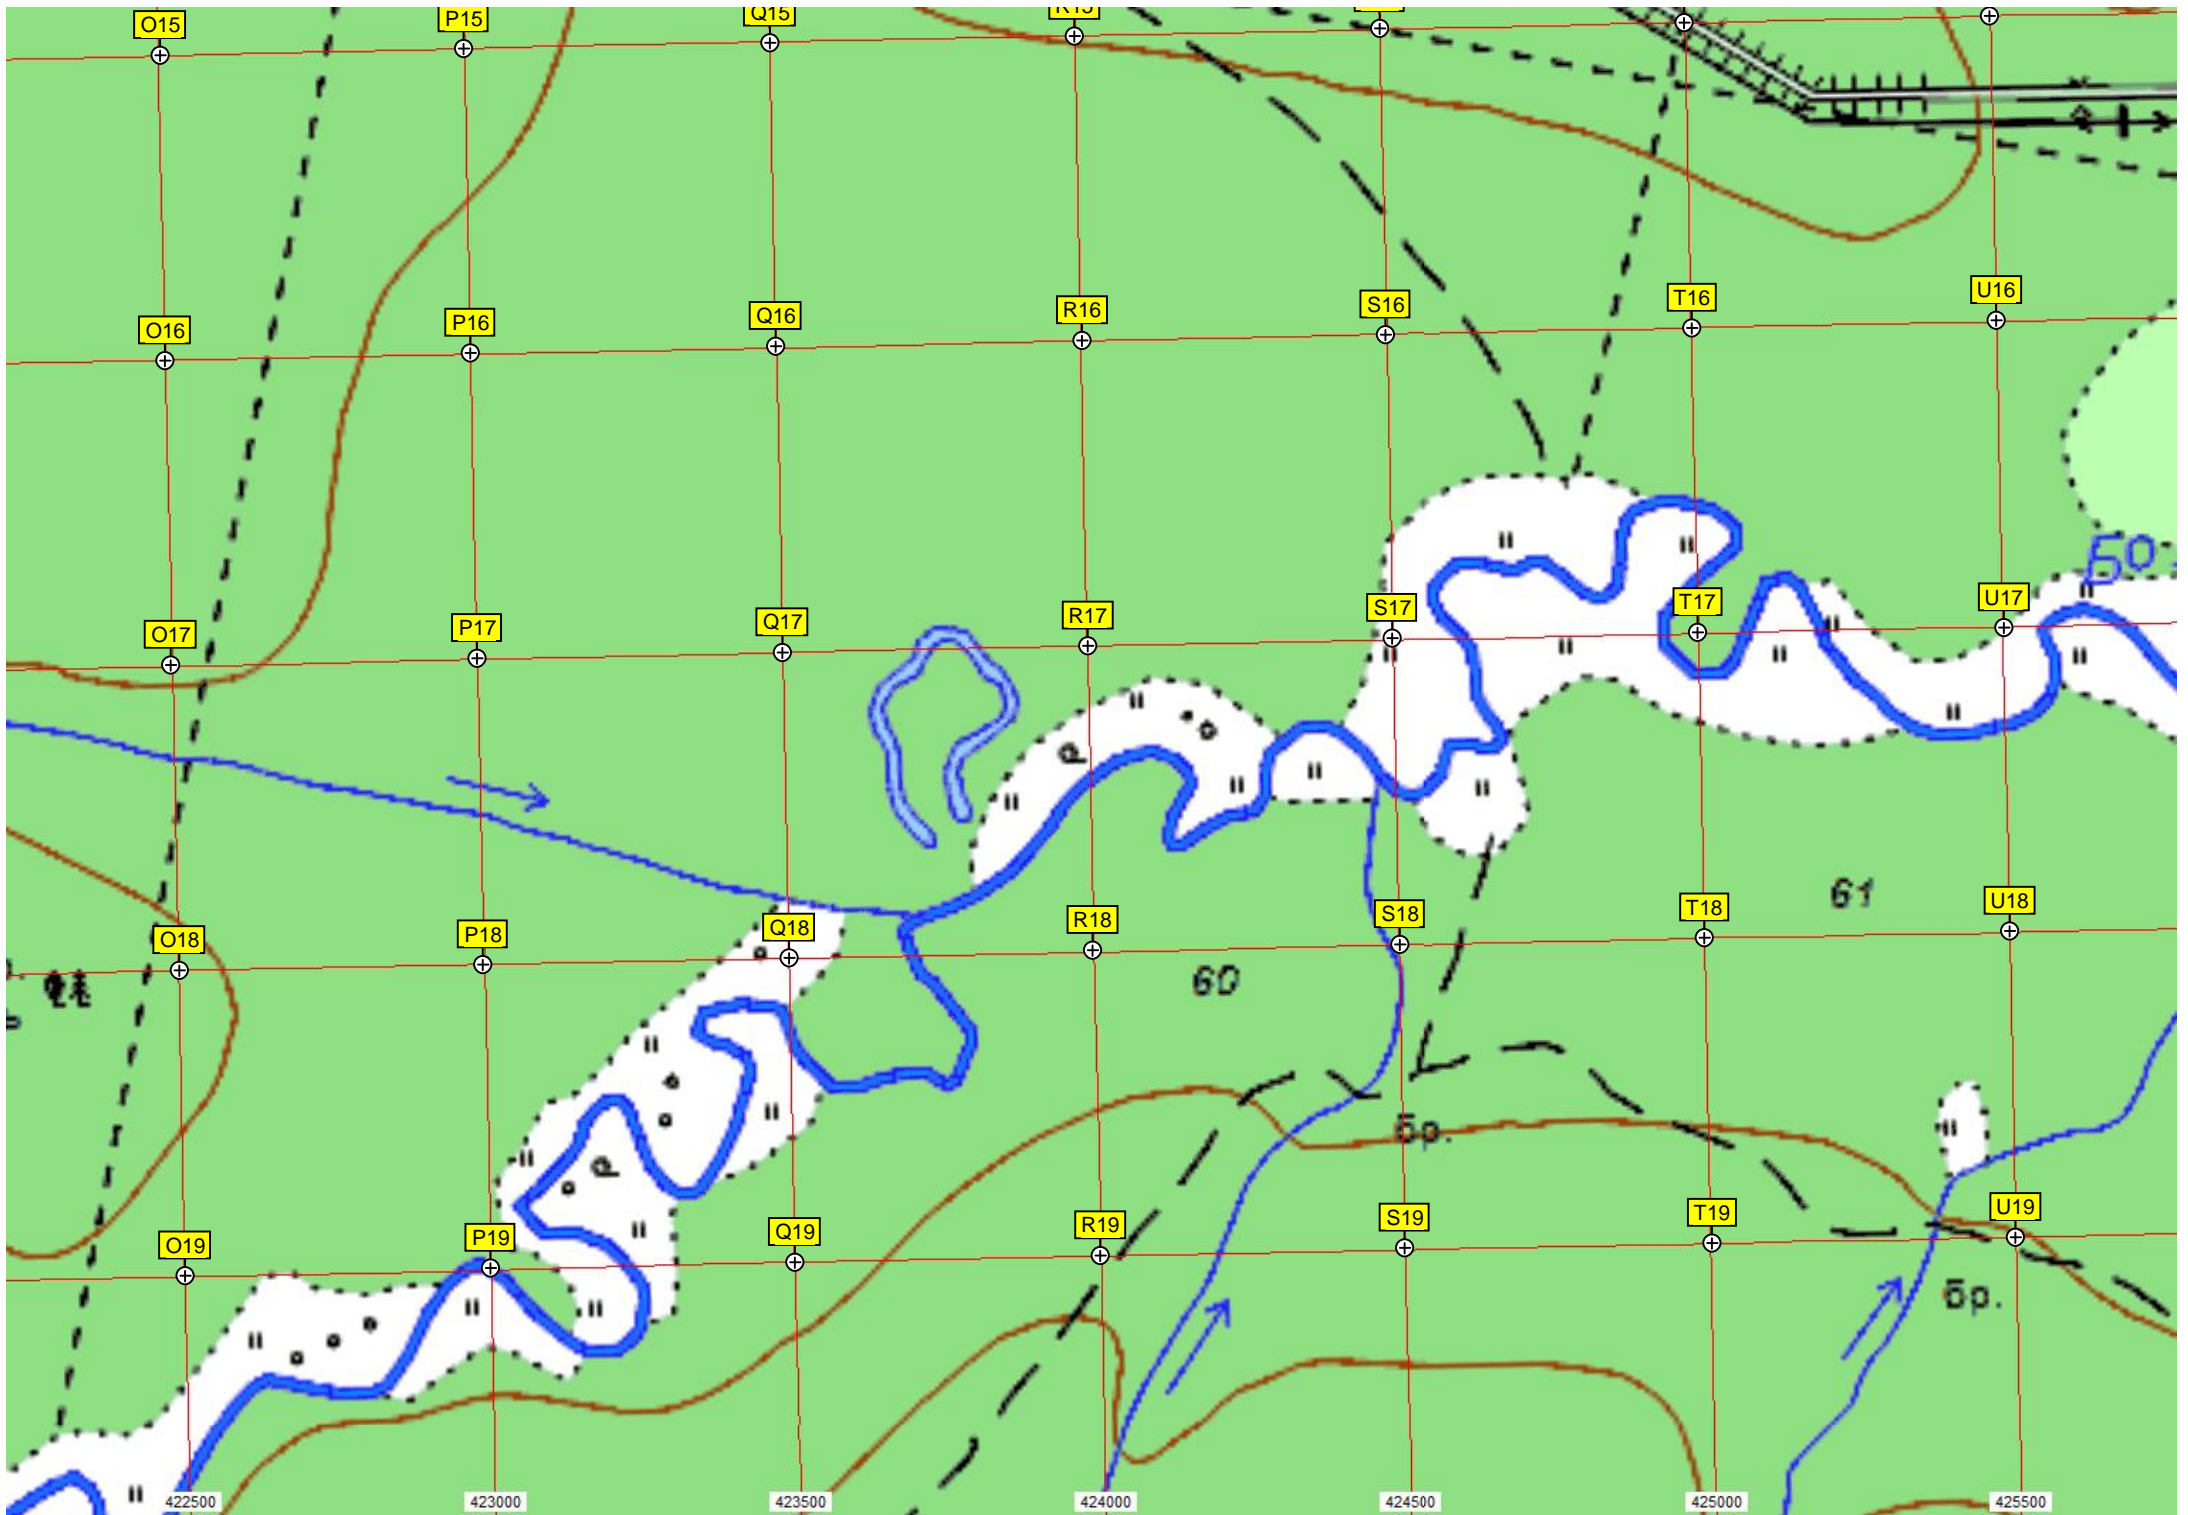 O15 P15 Q15 R15
O16 P16 Q16 R16 S16 T16 U16
Бо
O17 P17 Q17 R17 S17 T17 U17
61
O18 P18 Q18 R18 S18 T18 U18
60
бр.
O19 P19 Q19 R19 S19 T19 U19
бр.
422500 423000 423500 424000 424500 425000 425500